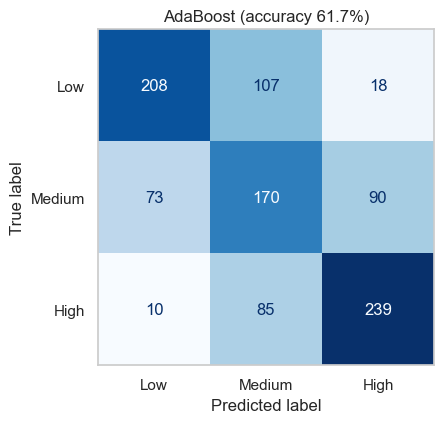 AdaBoost (accuracy 61.7%)
Low
208
107
18
True label
Medium
73
170
90
High
10
85
239
Low
Medium
High
Predicted label